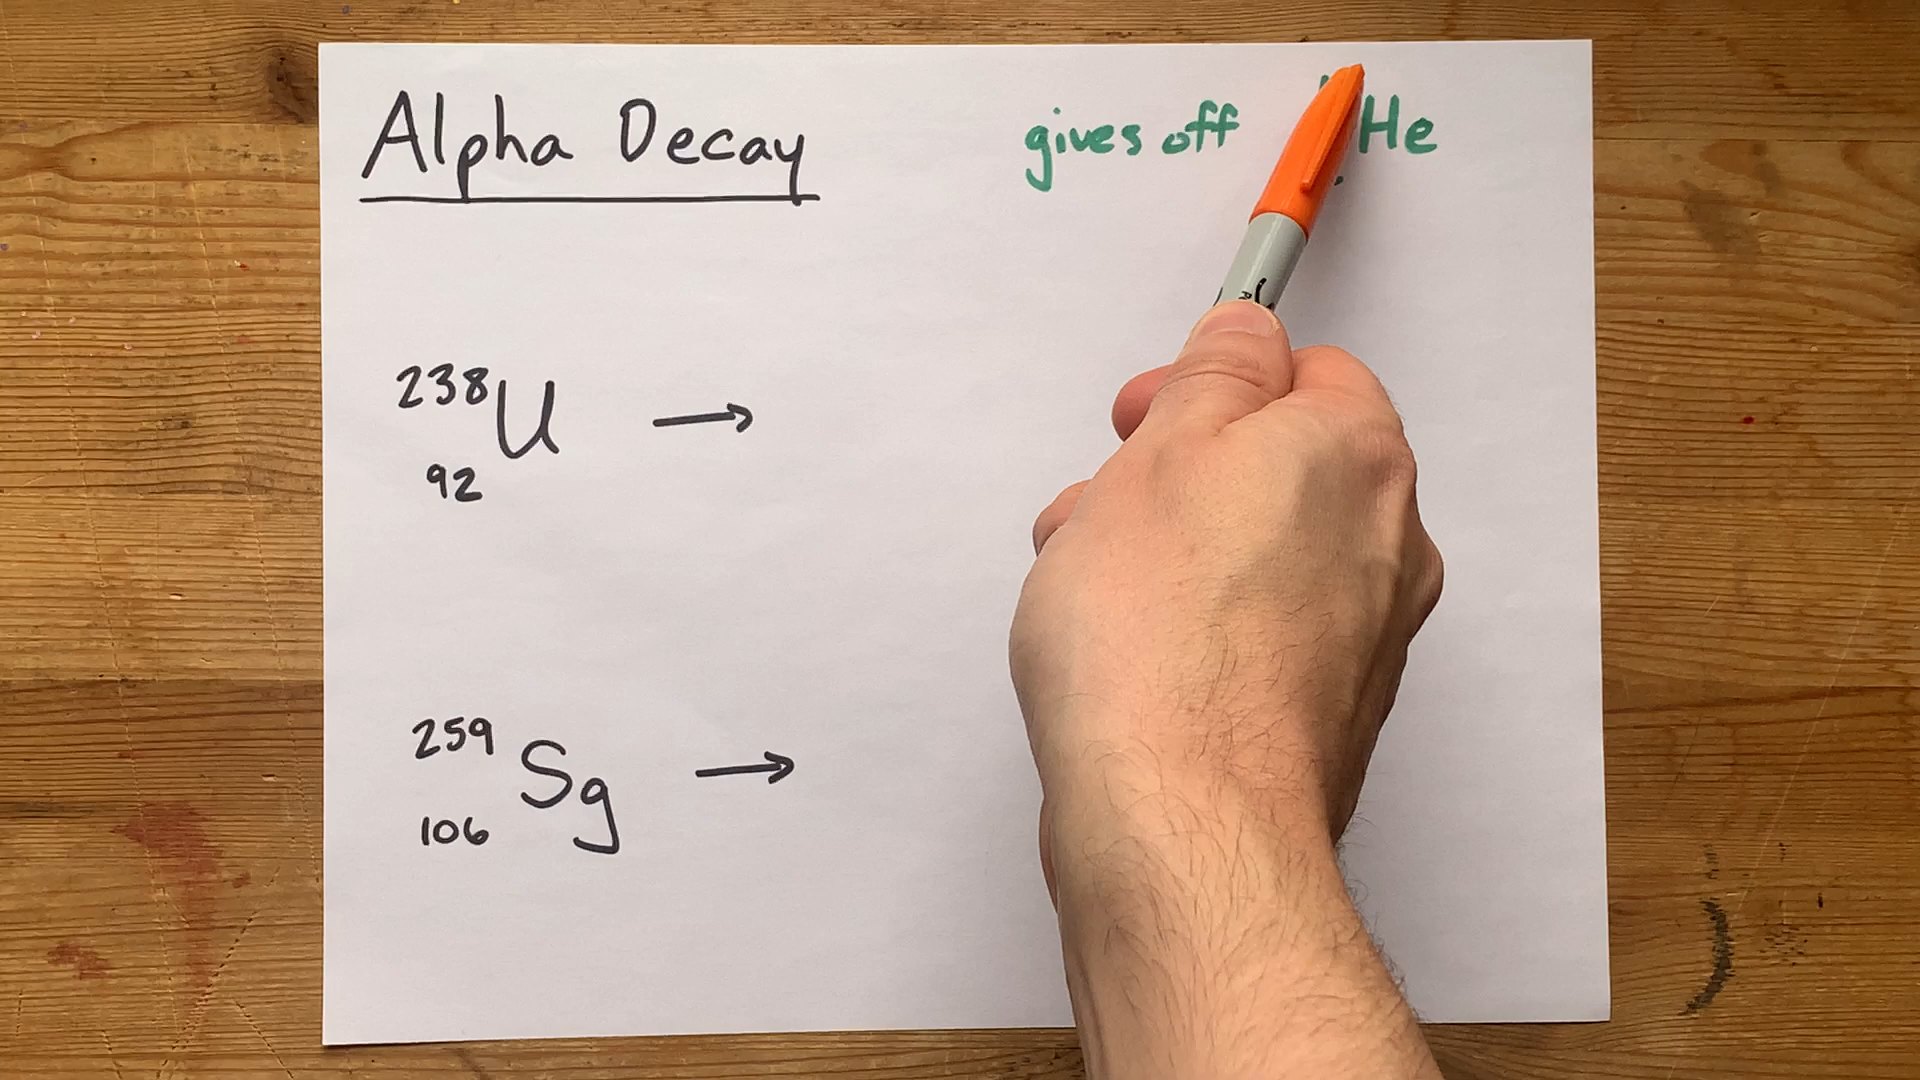 Alpha Decay
gives off He
238
U →
92
259
Sg →
106